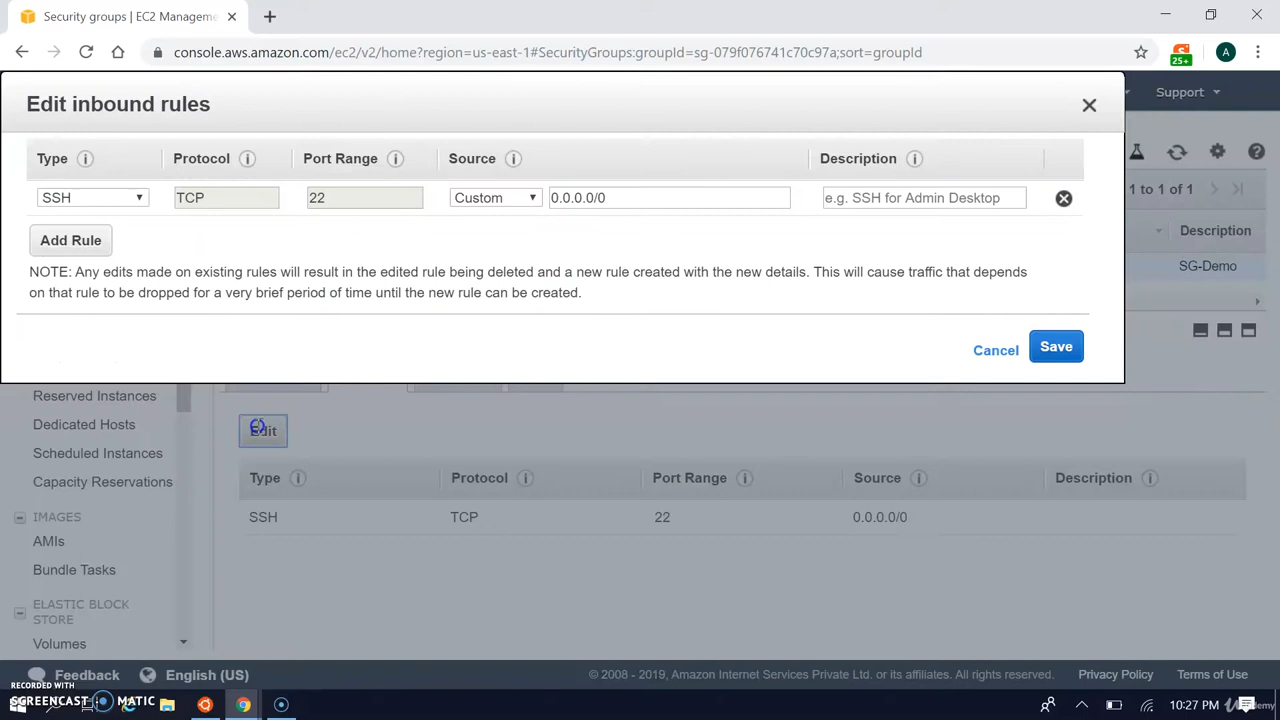 Security groups | EC2 Manageme
console.aws.amazon.com/ec2/v2/home?region=us-east-1#SecurityGroups:groupId=sg-079f076741c70c97a;sort=groupId
25+
A
Support
Edit inbound rules
Type Protocol Port Range Source Description
SSH TCP 22 Custom 0.0.0.0/0 e.g. SSH for Admin Desktop
1 to 1 of 1
Add Rule
Description
NOTE: Any edits made on existing rules will result in the edited rule being deleted and a new rule created with the new details. This will cause traffic that depends
on that rule to be dropped for a very brief period of time until the new rule can be created.
SG-Demo
Cancel Save
Reserved Instances
Dedicated Hosts
Scheduled Instances
Capacity Reservations
IMAGES
AMIs
Bundle Tasks
ELASTIC BLOCK
STORE
Volumes
Edit
Type Protocol Port Range Source Description
SSH TCP 22 0.0.0.0/0
Feedback English (US)
© 2008 - 2019, Amazon Internet Services Private Ltd. or its affiliates. All rights reserved. Privacy Policy Terms of Use
RECORDED WITH
SCREENCAST MATIC
10:27 PM